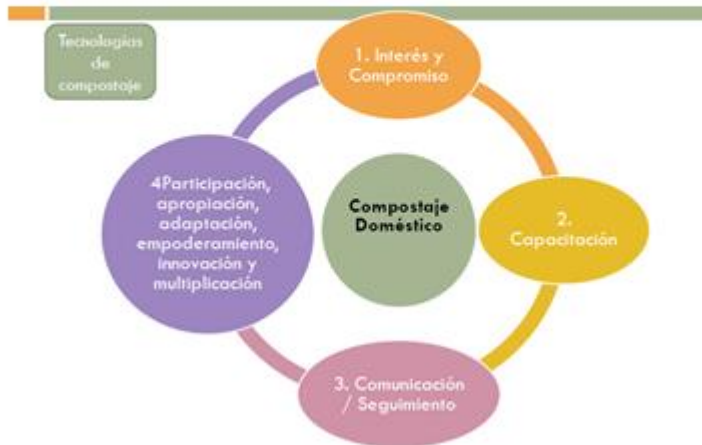 Tecnologías
de
compostaje
1. Interés y
Compromiso
2.
Capacitación
3. Comunicación
/ Seguimiento
4Participación,
apropiación,
adaptación,
empoderamiento,
innovación y
multiplicación
Compostaje
Doméstico